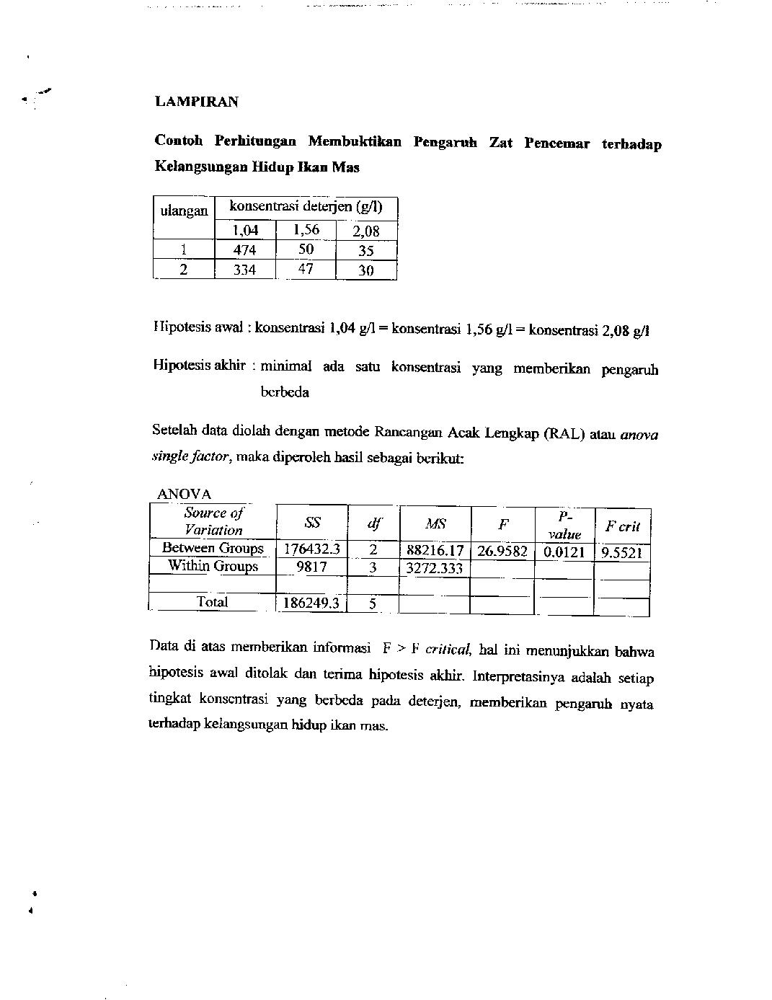 LAMPIRAN
Contoh Perhitungan Membuktikan Pengaruh Zat Pencemar terhadap
Kelangsungan Hidup Ikan Mas
ulangan konsentrasi deterjen (g/l)
1,04 1,56 2,08
1 474 50 35
2 334 47 30
Hipotesis awal : konsentrasi 1,04 g/l = konsentrasi 1,56 g/l = konsentrasi 2,08 g/l
Hipotesis akhir : minimal ada satu konsentrasi yang memberikan pengaruh
berbeda
Setelah data diolah dengan metode Rancangan Acak Lengkap (RAL) atau anova
single factor, maka diperoleh hasil sebagai berikut:
ANOVA
Source of Variation SS df MS F P-value F crit
Between Groups 176432.3 2 88216.17 26.9582 0.0121 9.5521
Within Groups 9817 3 3272.333
Total 186249.3 5
Data di atas memberikan informasi F > F critical, hal ini menunjukkan bahwa
hipotesis awal ditolak dan terima hipotesis akhir. Interpretasinya adalah setiap
tingkat konsentrasi yang berbeda pada deterjen, memberikan pengaruh nyata
terhadap kelangsungan hidup ikan mas.